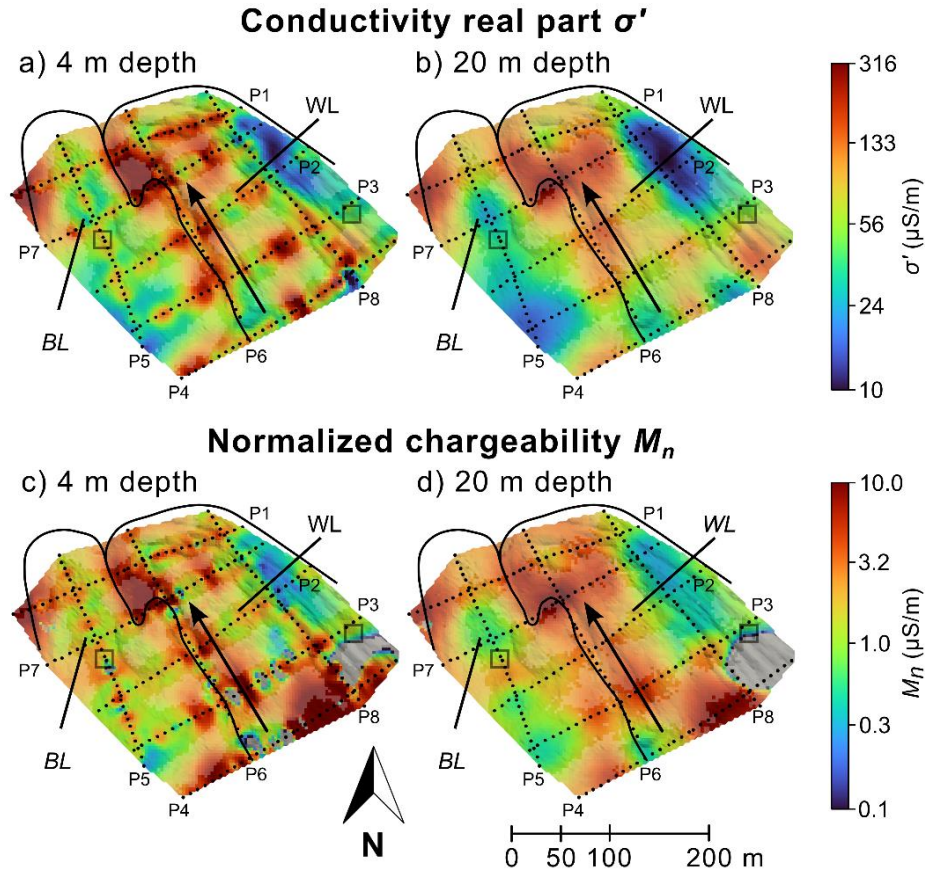 Conductivity real part σ'
a) 4 m depth
b) 20 m depth
P1
WL
P2
P3
P7
BL
P8
P5
P6
P4
P1
WL
P2
P3
P7
BL
P8
P5
P6
P4
316
133
56
24
10
σ' (µS/m)
Normalized chargeability Mn
c) 4 m depth
d) 20 m depth
P1
WL
P2
P3
P7
BL
P8
P5
P6
P4
P1
WL
P2
P3
P7
BL
P8
P5
P6
P4
10.0
3.2
1.0
0.3
0.1
Mn (µS/m)
N
0 50 100 200 m